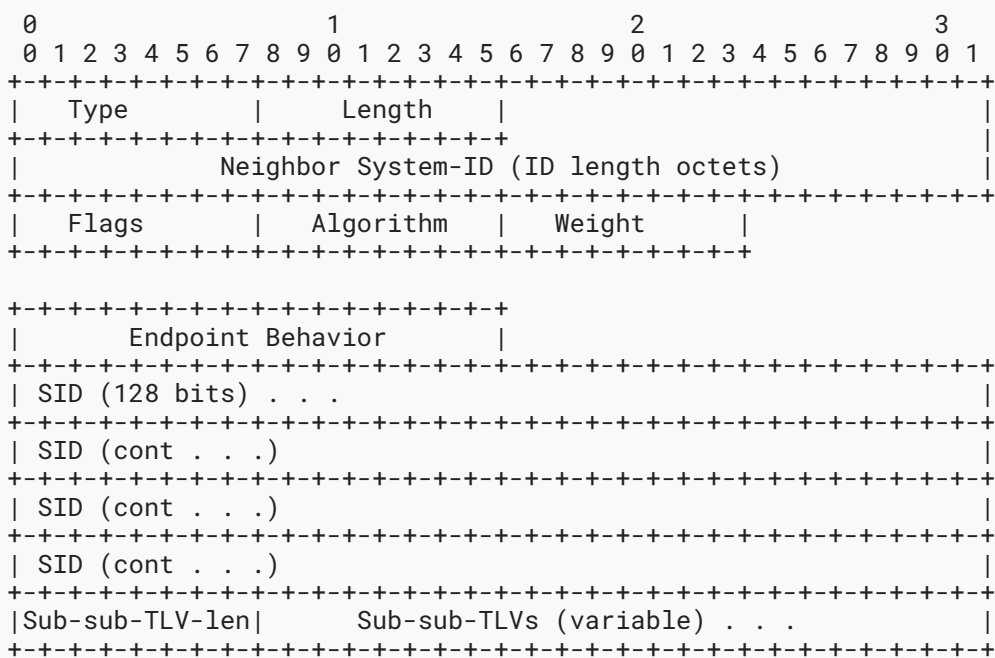 0                   1                   2                   3
 0 1 2 3 4 5 6 7 8 9 0 1 2 3 4 5 6 7 8 9 0 1 2 3 4 5 6 7 8 9 0 1
+-+-+-+-+-+-+-+-+-+-+-+-+-+-+-+-+-+-+-+-+-+-+-+-+-+-+-+-+-+-+-+-+
|   Type        |     Length    |                               |
+-+-+-+-+-+-+-+-+-+-+-+-+-+-+-+-+                               |
|             Neighbor System-ID (ID length octets)             |
+-+-+-+-+-+-+-+-+-+-+-+-+-+-+-+-+-+-+-+-+-+-+-+-+-+-+-+-+-+-+-+-+
|   Flags       |   Algorithm   |   Weight      |
+-+-+-+-+-+-+-+-+-+-+-+-+-+-+-+-+-+-+-+-+-+-+-+-+

+-+-+-+-+-+-+-+-+-+-+-+-+-+-+-+-+
|       Endpoint Behavior       |
+-+-+-+-+-+-+-+-+-+-+-+-+-+-+-+-+-+-+-+-+-+-+-+-+-+-+-+-+-+-+-+-+
| SID (128 bits) . . .                                          |
+-+-+-+-+-+-+-+-+-+-+-+-+-+-+-+-+-+-+-+-+-+-+-+-+-+-+-+-+-+-+-+-+
| SID (cont . . .)                                              |
+-+-+-+-+-+-+-+-+-+-+-+-+-+-+-+-+-+-+-+-+-+-+-+-+-+-+-+-+-+-+-+-+
| SID (cont . . .)                                              |
+-+-+-+-+-+-+-+-+-+-+-+-+-+-+-+-+-+-+-+-+-+-+-+-+-+-+-+-+-+-+-+-+
| SID (cont . . .)                                              |
+-+-+-+-+-+-+-+-+-+-+-+-+-+-+-+-+-+-+-+-+-+-+-+-+-+-+-+-+-+-+-+-+
|Sub-sub-TLV-len|      Sub-sub-TLVs (variable) . . .            |
+-+-+-+-+-+-+-+-+-+-+-+-+-+-+-+-+-+-+-+-+-+-+-+-+-+-+-+-+-+-+-+-+